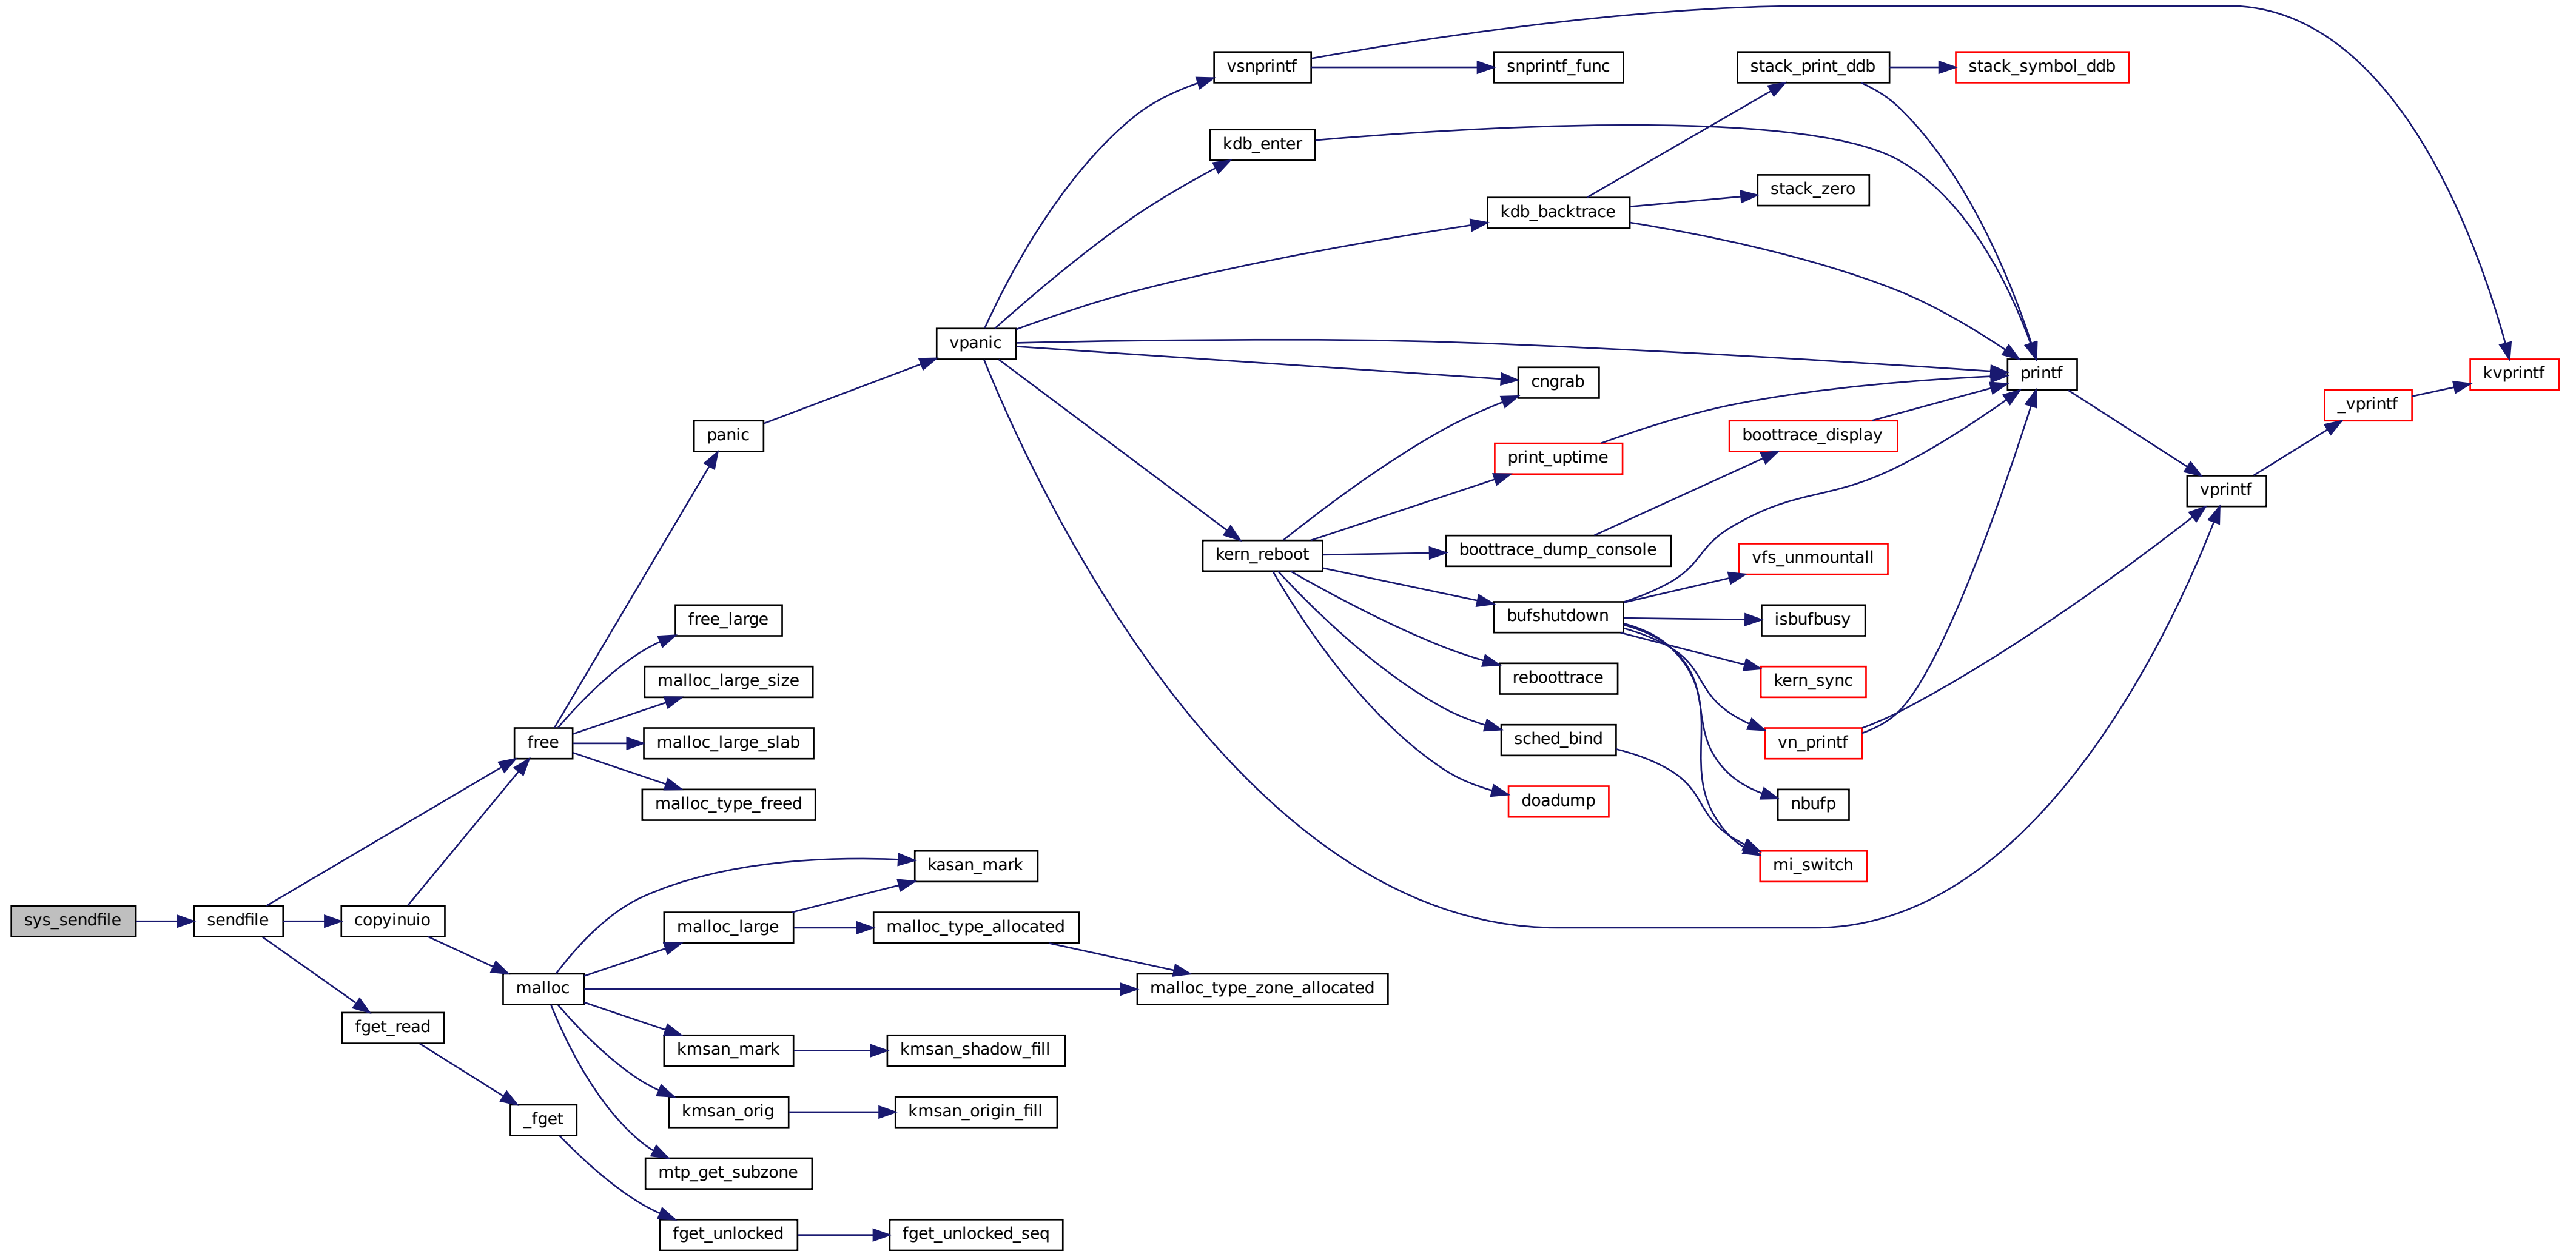 vsnprintf
snprintf_func
stack_print_ddb
stack_symbol_ddb
kdb_enter
stack_zero
kdb_backtrace
vpanic
cngrab
printf
kvprintf
_vprintf
panic
print_uptime
boottrace_display
vprintf
kern_reboot
boottrace_dump_console
vfs_unmountall
free_large
bufshutdown
isbufbusy
malloc_large_size
reboottrace
kern_sync
free
malloc_large_slab
sched_bind
vn_printf
malloc_type_freed
doadump
nbufp
kasan_mark
mi_switch
sys_sendfile
sendfile
copyinuio
malloc_large
malloc_type_allocated
malloc
malloc_type_zone_allocated
fget_read
kmsan_mark
kmsan_shadow_fill
_fget
kmsan_orig
kmsan_origin_fill
mtp_get_subzone
fget_unlocked
fget_unlocked_seq